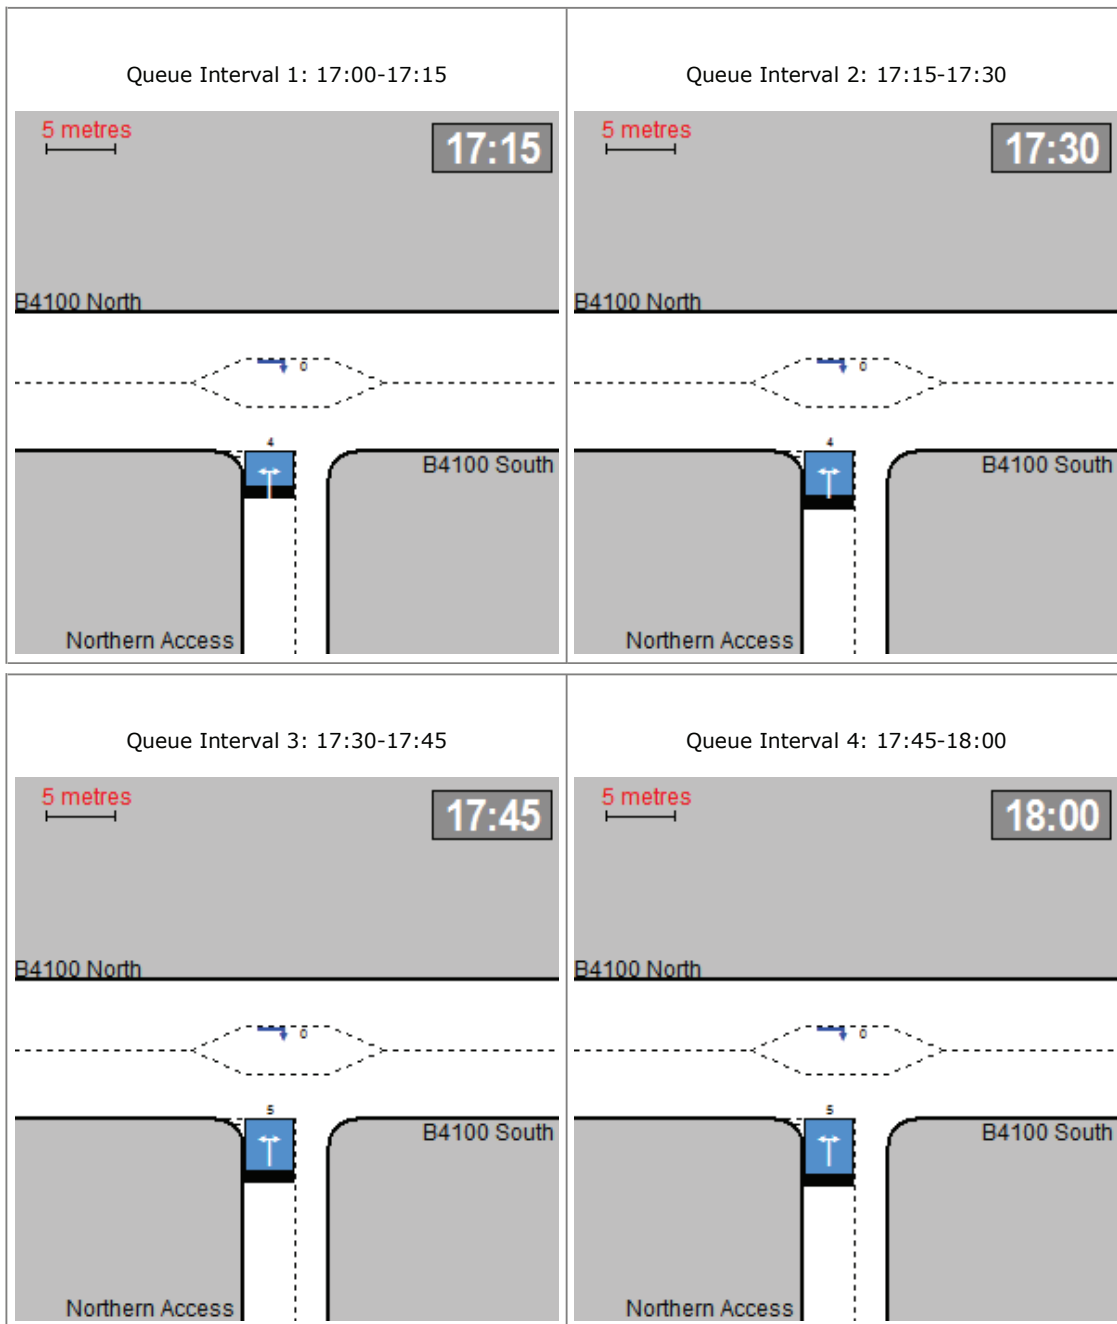 Queue Interval 1: 17:00-17:15
5 metres
17:15
B4100 North
0
4
B4100 South
Northern Access
Queue Interval 2: 17:15-17:30
5 metres
17:30
B4100 North
0
4
B4100 South
Northern Access
Queue Interval 3: 17:30-17:45
5 metres
17:45
B4100 North
0
5
B4100 South
Northern Access
Queue Interval 4: 17:45-18:00
5 metres
18:00
B4100 North
0
5
B4100 South
Northern Access